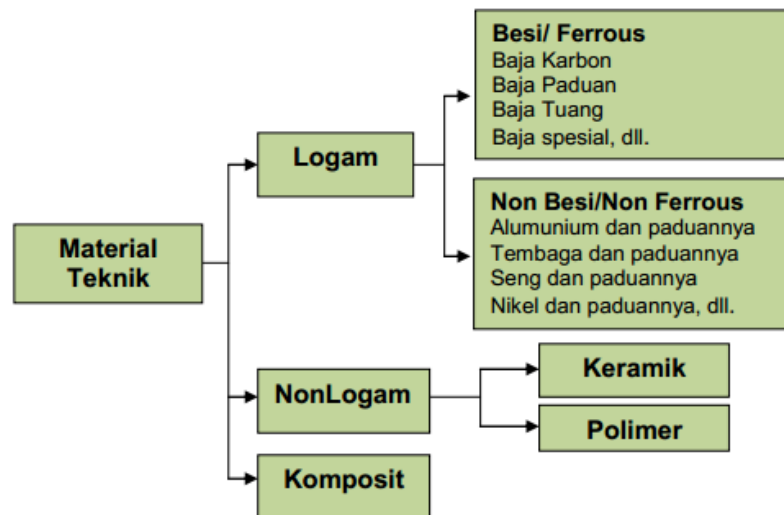 Material
Teknik
Logam
Besi/ Ferrous
Baja Karbon
Baja Paduan
Baja Tuang
Baja spesial, dll.
Non Besi/Non Ferrous
Alumunium dan paduannya
Tembaga dan paduannya
Seng dan paduannya
Nikel dan paduannya, dll.
NonLogam
Keramik
Polimer
Komposit